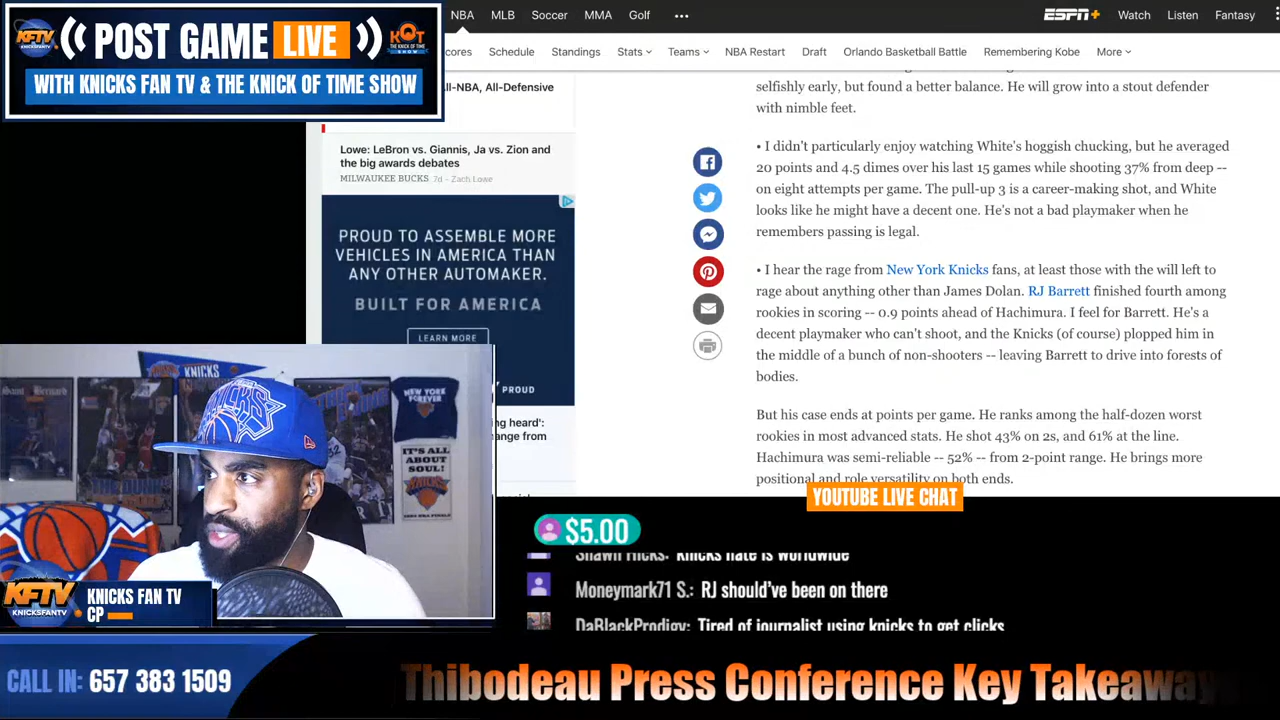 POST GAME LIVE
WITH KNICKS FAN TV & THE KNICK OF TIME SHOW
KNICKSFANTV
KOT
NBA MLB Soccer MMA Golf ...
ESPN+ Watch Listen Fantasy
cores Schedule Standings Stats Teams NBA Restart Draft Orlando Basketball Battle Remembering Kobe More
ll-NBA, All-Defensive
Lowe: LeBron vs. Giannis, Ja vs. Zion and
the big awards debates
MILWAUKEE BUCKS 7d - Zach Lowe
PROUD TO ASSEMBLE MORE
VEHICLES IN AMERICA THAN
ANY OTHER AUTOMAKER.
BUILT FOR AMERICA
LEARN MORE
PROUD
ng heard':
ange from
selfishly early, but found a better balance. He will grow into a stout defender
with nimble feet.
• I didn't particularly enjoy watching White's hoggish chucking, but he averaged
20 points and 4.5 dimes over his last 15 games while shooting 37% from deep --
on eight attempts per game. The pull-up 3 is a career-making shot, and White
looks like he might have a decent one. He's not a bad playmaker when he
remembers passing is legal.
• I hear the rage from New York Knicks fans, at least those with the will left to
rage about anything other than James Dolan. RJ Barrett finished fourth among
rookies in scoring -- 0.9 points ahead of Hachimura. I feel for Barrett. He's a
decent playmaker who can't shoot, and the Knicks (of course) plopped him in
the middle of a bunch of non-shooters -- leaving Barrett to drive into forests of
bodies.
But his case ends at points per game. He ranks among the half-dozen worst
rookies in most advanced stats. He shot 43% on 2s, and 61% at the line.
Hachimura was semi-reliable -- 52% -- from 2-point range. He brings more
positional and role versatility on both ends.
KNICKS
NEW YORK
FOREVER
IT'S ALL
ABOUT
SOUL!
KNICKS
YOUTUBE LIVE CHAT
$5.00
Shawn Hicks: Knicks hate is worldwide
Moneymark71 S.: RJ should've been on there
DaBlackProdigy: Tired of journalist using knicks to get clicks
KFTV
KNICKSFANTV
KNICKS FAN TV
CP
CALL IN: 657 383 1509
Thibodeau Press Conference Key Takeaway